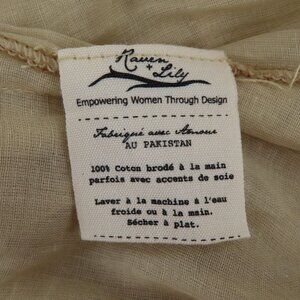 Raven
+ Lily
Empowering Women Through Design
Fabriqué avec Amour
AU PAKISTAN
100% Coton brodé à la main
parfois avec accents de soie
Laver à la machine à l'eau
froide ou à la main.
Sécher à plat.